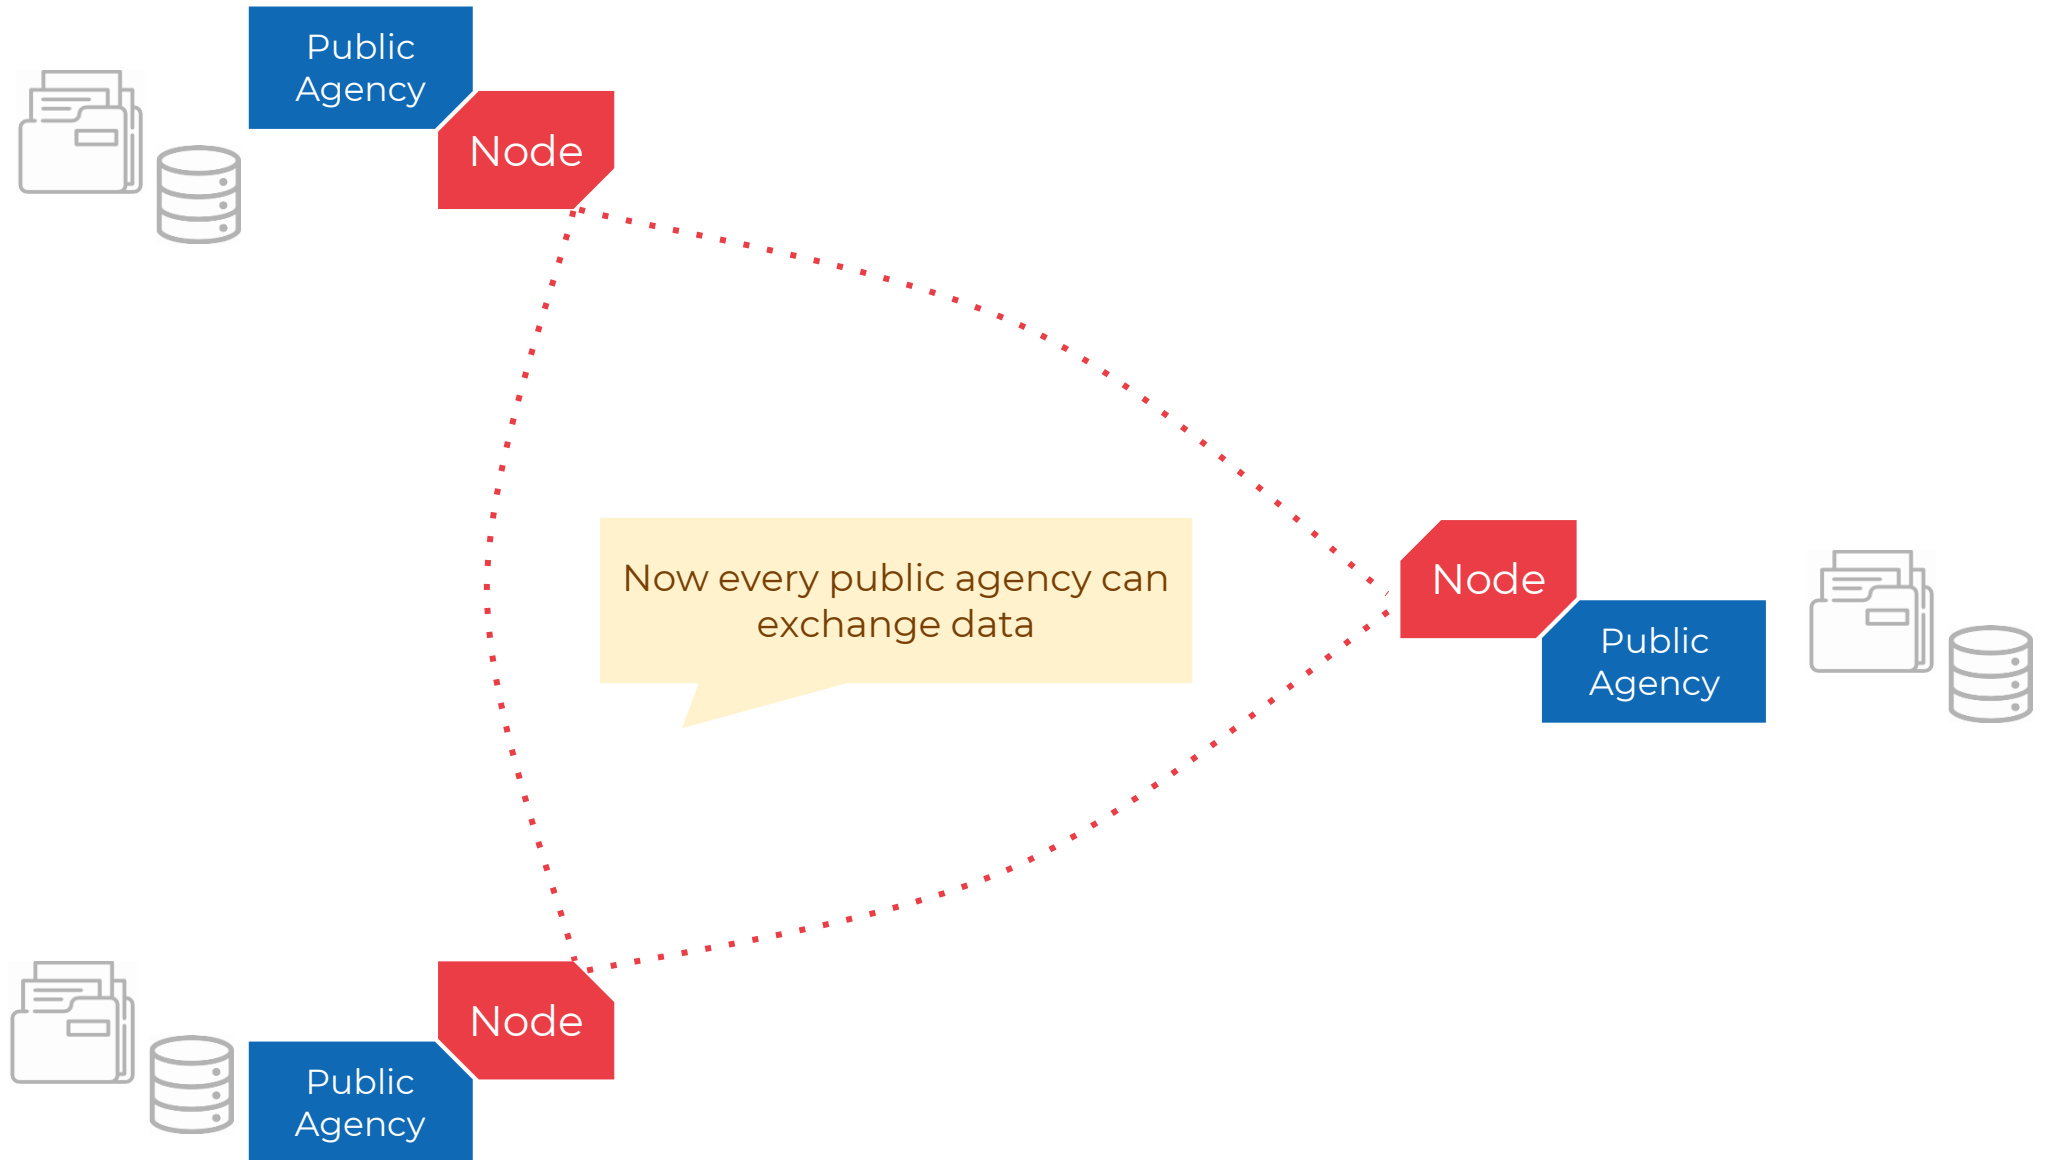 Public
Agency
Node
Now every public agency can
exchange data
Node
Public
Agency
Node
Public
Agency